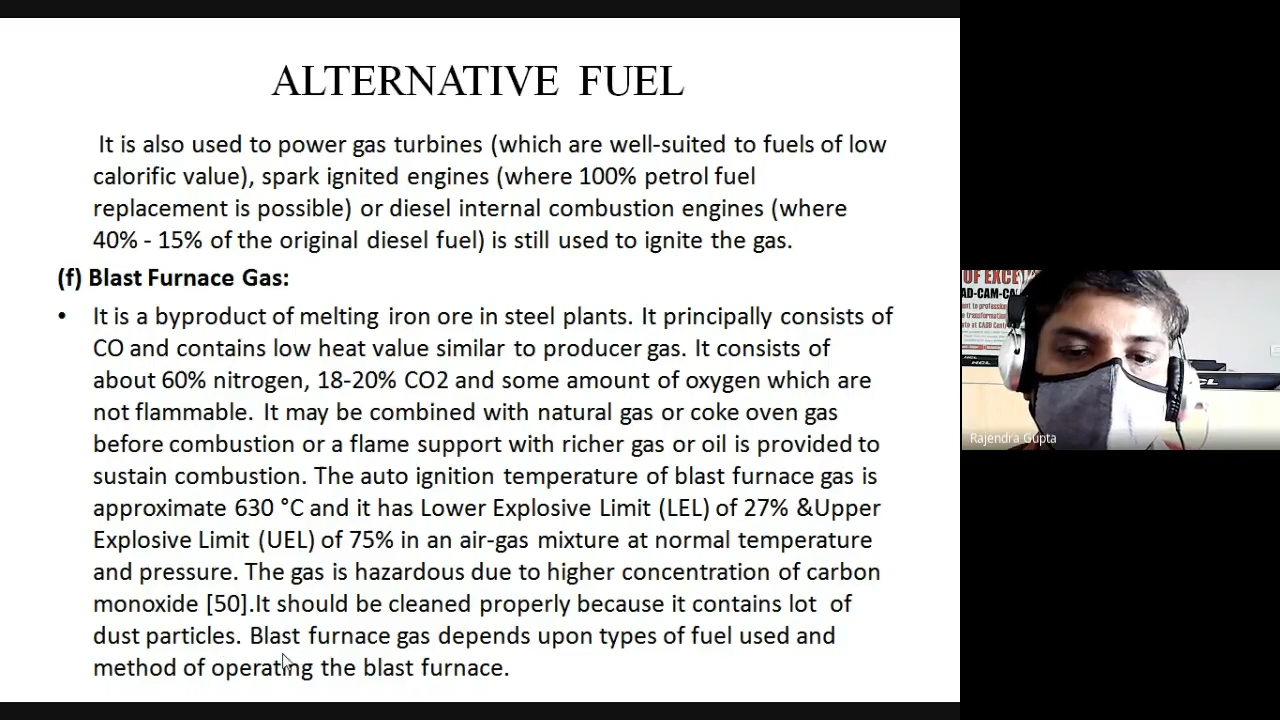 ALTERNATIVE FUEL
It is also used to power gas turbines (which are well-suited to fuels of low
calorific value), spark ignited engines (where 100% petrol fuel
replacement is possible) or diesel internal combustion engines (where
40% - 15% of the original diesel fuel) is still used to ignite the gas.
(f) Blast Furnace Gas:
• It is a byproduct of melting iron ore in steel plants. It principally consists of
CO and contains low heat value similar to producer gas. It consists of
about 60% nitrogen, 18-20% CO2 and some amount of oxygen which are
not flammable. It may be combined with natural gas or coke oven gas
before combustion or a flame support with richer gas or oil is provided to
sustain combustion. The auto ignition temperature of blast furnace gas is
approximate 630 °C and it has Lower Explosive Limit (LEL) of 27% &Upper
Explosive Limit (UEL) of 75% in an air-gas mixture at normal temperature
and pressure. The gas is hazardous due to higher concentration of carbon
monoxide [50].It should be cleaned properly because it contains lot of
dust particles. Blast furnace gas depends upon types of fuel used and
method of operating the blast furnace.
OF EXCE
AD-CAM-CA
Rajendra Gupta